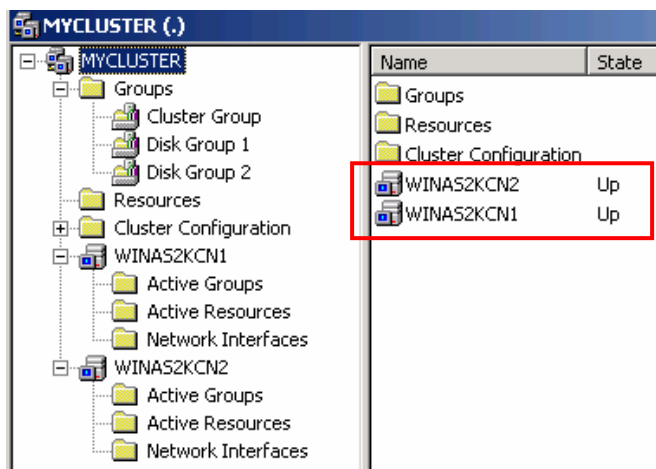 MYCLUSTER (.)
MYCLUSTER
Groups
Cluster Group
Disk Group 1
Disk Group 2
Resources
Cluster Configuration
WINAS2KCN1
Active Groups
Active Resources
Network Interfaces
WINAS2KCN2
Active Groups
Active Resources
Network Interfaces
Name State
Groups
Resources
Cluster Configuration
WINAS2KCN2 Up
WINAS2KCN1 Up